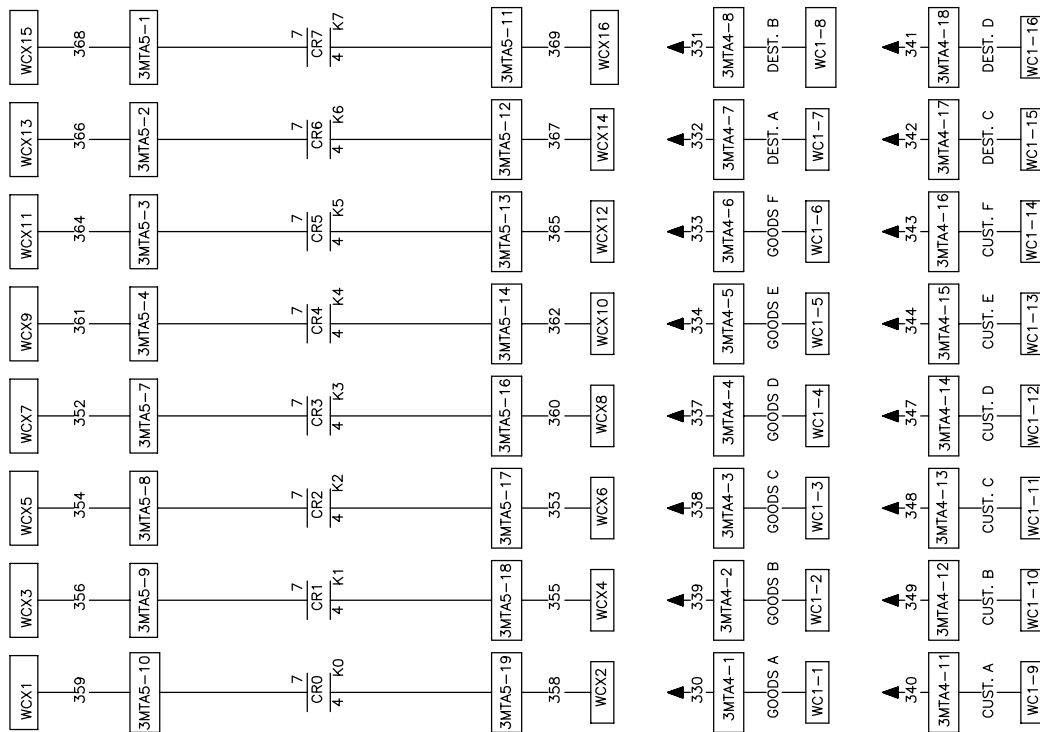 WCX15
368
3MTA5-1
7
CR7
4 K7
3MTA5-11
369
WCX16
331
3MTA4-8
DEST. B
WC1-8
341
3MTA4-18
DEST. D
WC1-16
WCX13
366
3MTA5-2
7
CR6
4 K6
3MTA5-12
367
WCX14
332
3MTA4-7
DEST. A
WC1-7
342
3MTA4-17
DEST. C
WC1-15
WCX11
364
3MTA5-3
7
CR5
4 K5
3MTA5-13
365
WCX12
333
3MTA4-6
GOODS F
WC1-6
343
3MTA4-16
CUST. F
WC1-14
WCX9
361
3MTA5-4
7
CR4
4 K4
3MTA5-14
362
WCX10
334
3MTA4-5
GOODS E
WC1-5
344
3MTA4-15
CUST. E
WC1-13
WCX7
352
3MTA5-7
7
CR3
4 K3
3MTA5-16
360
WCX8
337
3MTA4-4
GOODS D
WC1-4
347
3MTA4-14
CUST. D
WC1-12
WCX5
354
3MTA5-8
7
CR2
4 K2
3MTA5-17
353
WCX6
338
3MTA4-3
GOODS C
WC1-3
348
3MTA4-13
CUST. C
WC1-11
WCX3
356
3MTA5-9
7
CR1
4 K1
3MTA5-18
355
WCX4
339
3MTA4-2
GOODS B
WC1-2
349
3MTA4-12
CUST. B
WC1-10
WCX1
359
3MTA5-10
7
CR0
4 K0
3MTA5-19
358
WCX2
330
3MTA4-1
GOODS A
WC1-1
340
3MTA4-11
CUST. A
WC1-9